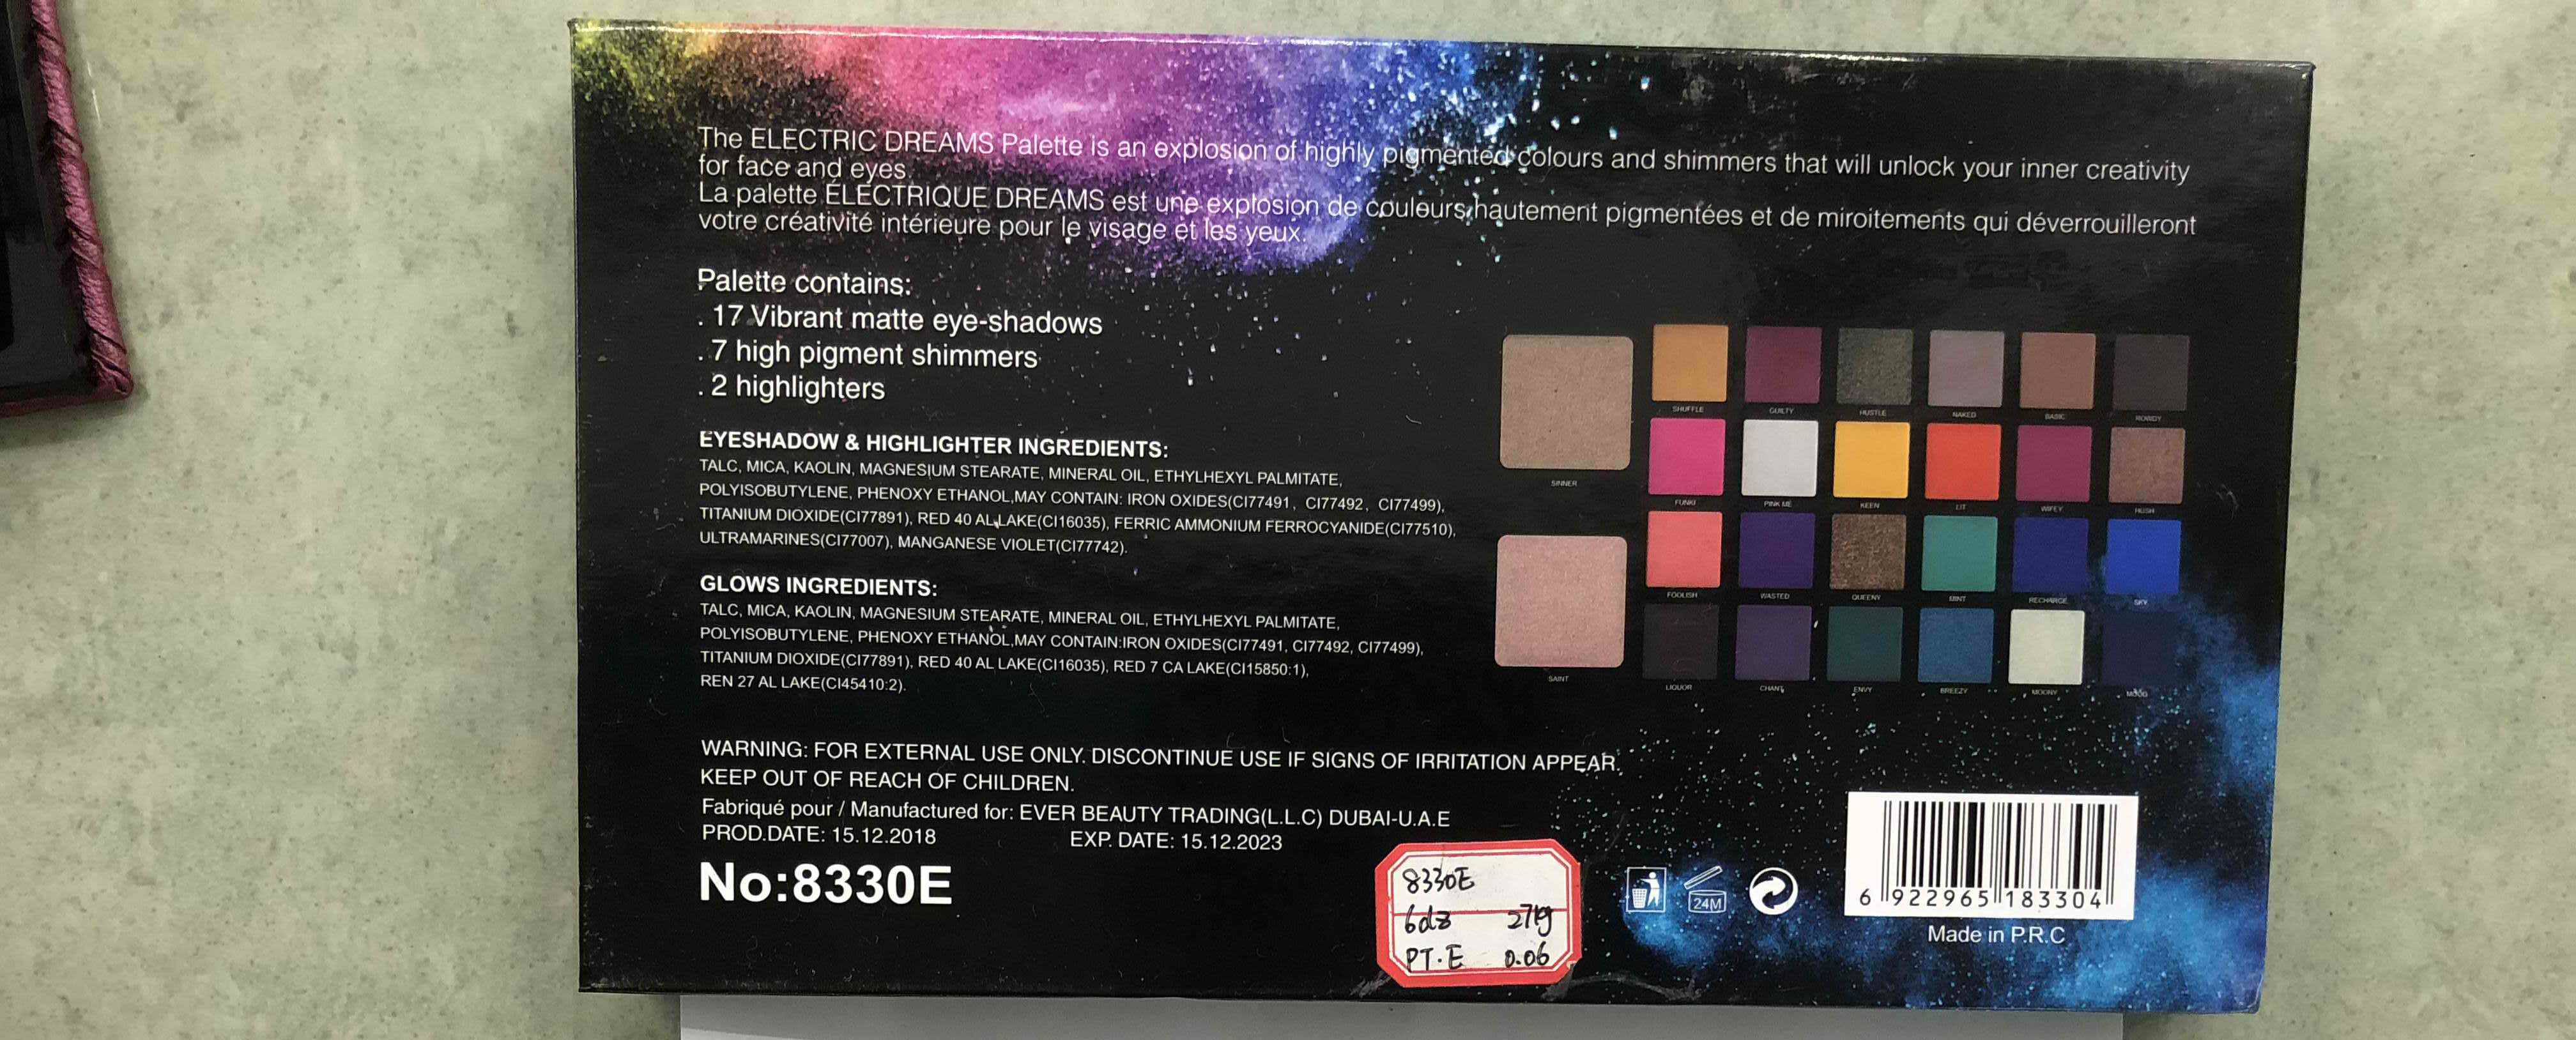 The ELECTRIC DREAMS Palette is an explosion of highly pigmented colours and shimmers that will unlock your inner creativity
for face and eyes.
La palette ÉLECTRIQUE DREAMS est une explosion de couleurs hautement pigmentées et de miroitements qui déverrouilleront
votre créativité intérieure pour le visage et les yeux.
Palette contains:
. 17 Vibrant matte eye-shadows
. 7 high pigment shimmers
. 2 highlighters
EYESHADOW & HIGHLIGHTER INGREDIENTS:
TALC, MICA, KAOLIN, MAGNESIUM STEARATE, MINERAL OIL, ETHYLHEXYL PALMITATE,
POLYISOBUTYLENE, PHENOXY ETHANOL,MAY CONTAIN: IRON OXIDES(CI77491, CI77492, CI77499),
TITANIUM DIOXIDE(CI77891), RED 40 AL LAKE(CI16035), FERRIC AMMONIUM FERROCYANIDE(CI77510),
ULTRAMARINES(CI77007), MANGANESE VIOLET(CI77742).
GLOWS INGREDIENTS:
TALC, MICA, KAOLIN, MAGNESIUM STEARATE, MINERAL OIL, ETHYLHEXYL PALMITATE,
POLYISOBUTYLENE, PHENOXY ETHANOL,MAY CONTAIN:IRON OXIDES(CI77491, CI77492, CI77499),
TITANIUM DIOXIDE(CI77891), RED 40 AL LAKE(CI16035), RED 7 CA LAKE(CI15850:1),
REN 27 AL LAKE(CI45410:2).
SINNER
SAINT
SHUFFLE GUILTY HUSTLE NAKED BASIC ROWDY
FUNKI PINK ME KEEN LIT WIFEY HUSH
FOOLISH WASTED QUEENY MINT RECHARGE SKY
LIQUOR CHANT ENVY BREEZY MOONY
WARNING: FOR EXTERNAL USE ONLY. DISCONTINUE USE IF SIGNS OF IRRITATION APPEAR.
KEEP OUT OF REACH OF CHILDREN.
Fabriqué pour / Manufactured for: EVER BEAUTY TRADING(L.L.C) DUBAI-U.A.E
PROD.DATE: 15.12.2018 EXP. DATE: 15.12.2023
No:8330E
8330E
6dz 27kg
PT.E 0.06
24M
6 922965 183304
Made in P.R.C